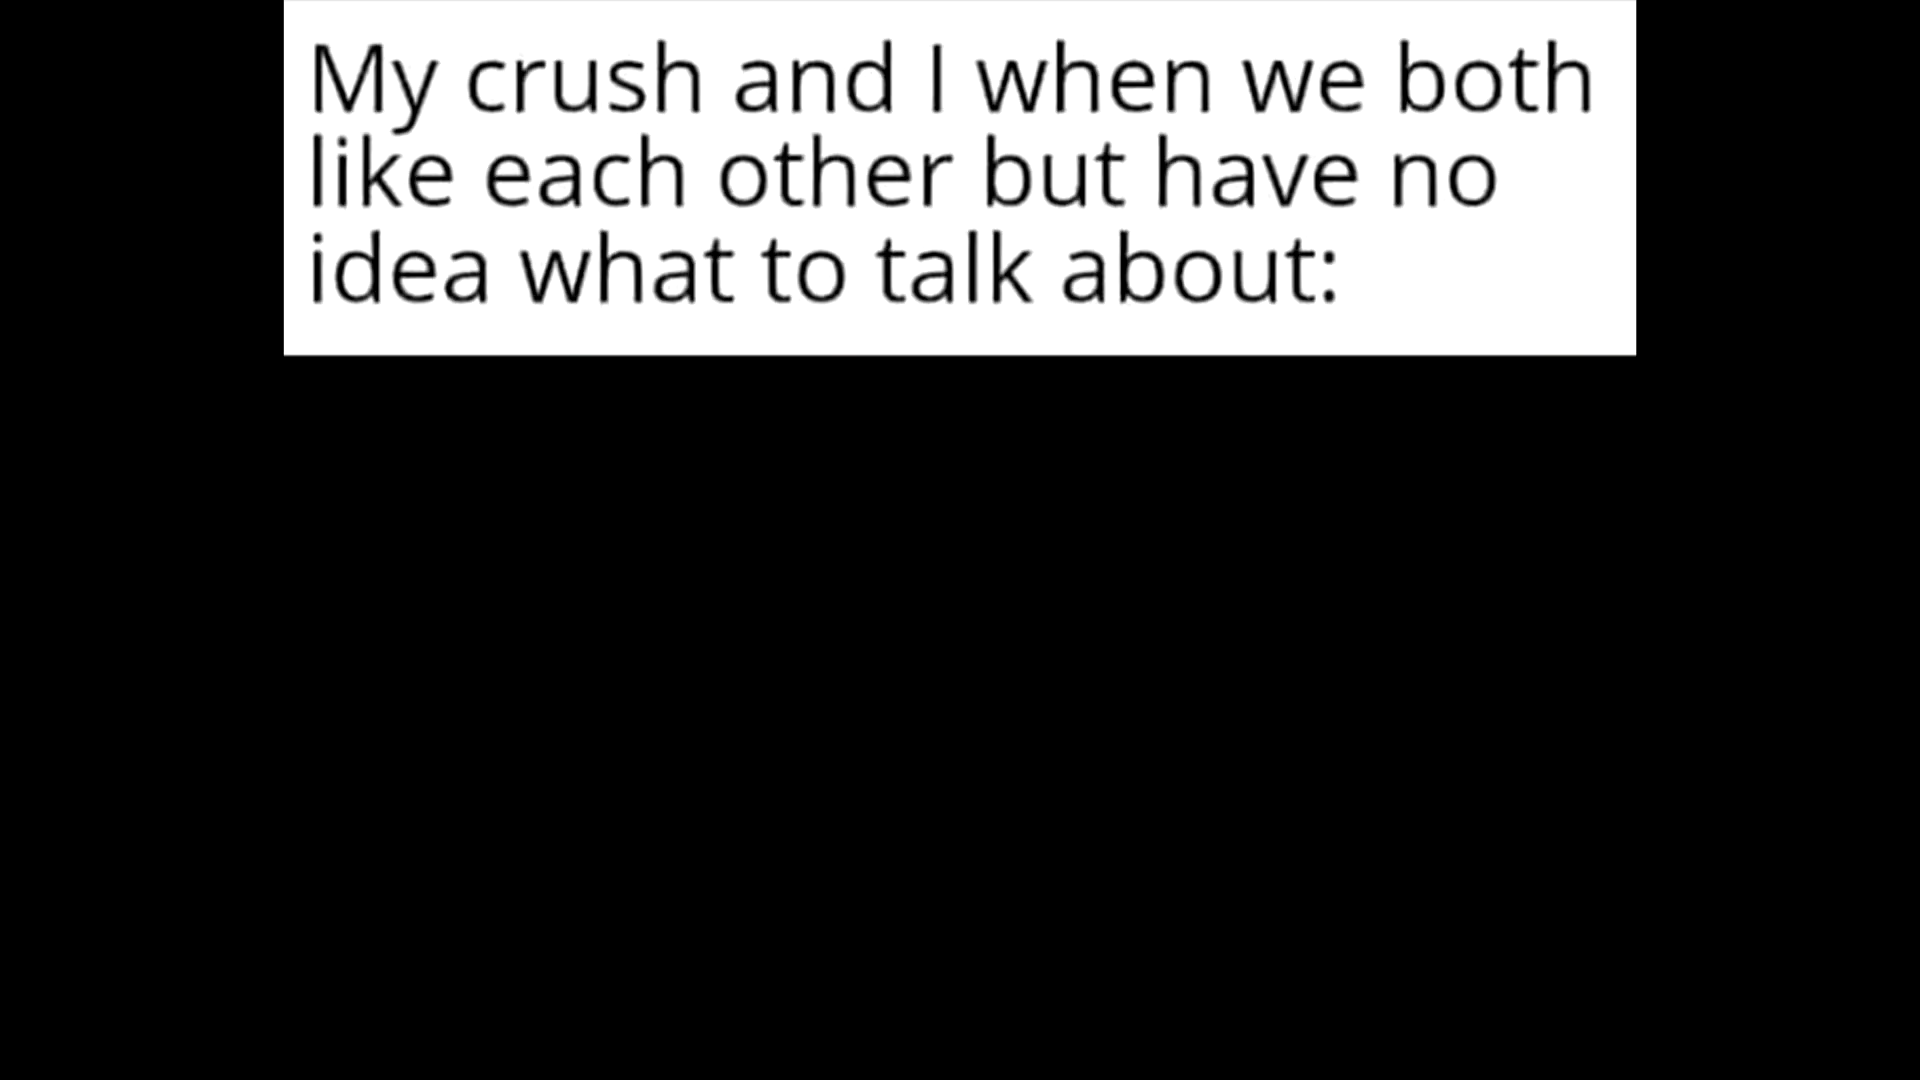 My crush and I when we both
like each other but have no
idea what to talk about: